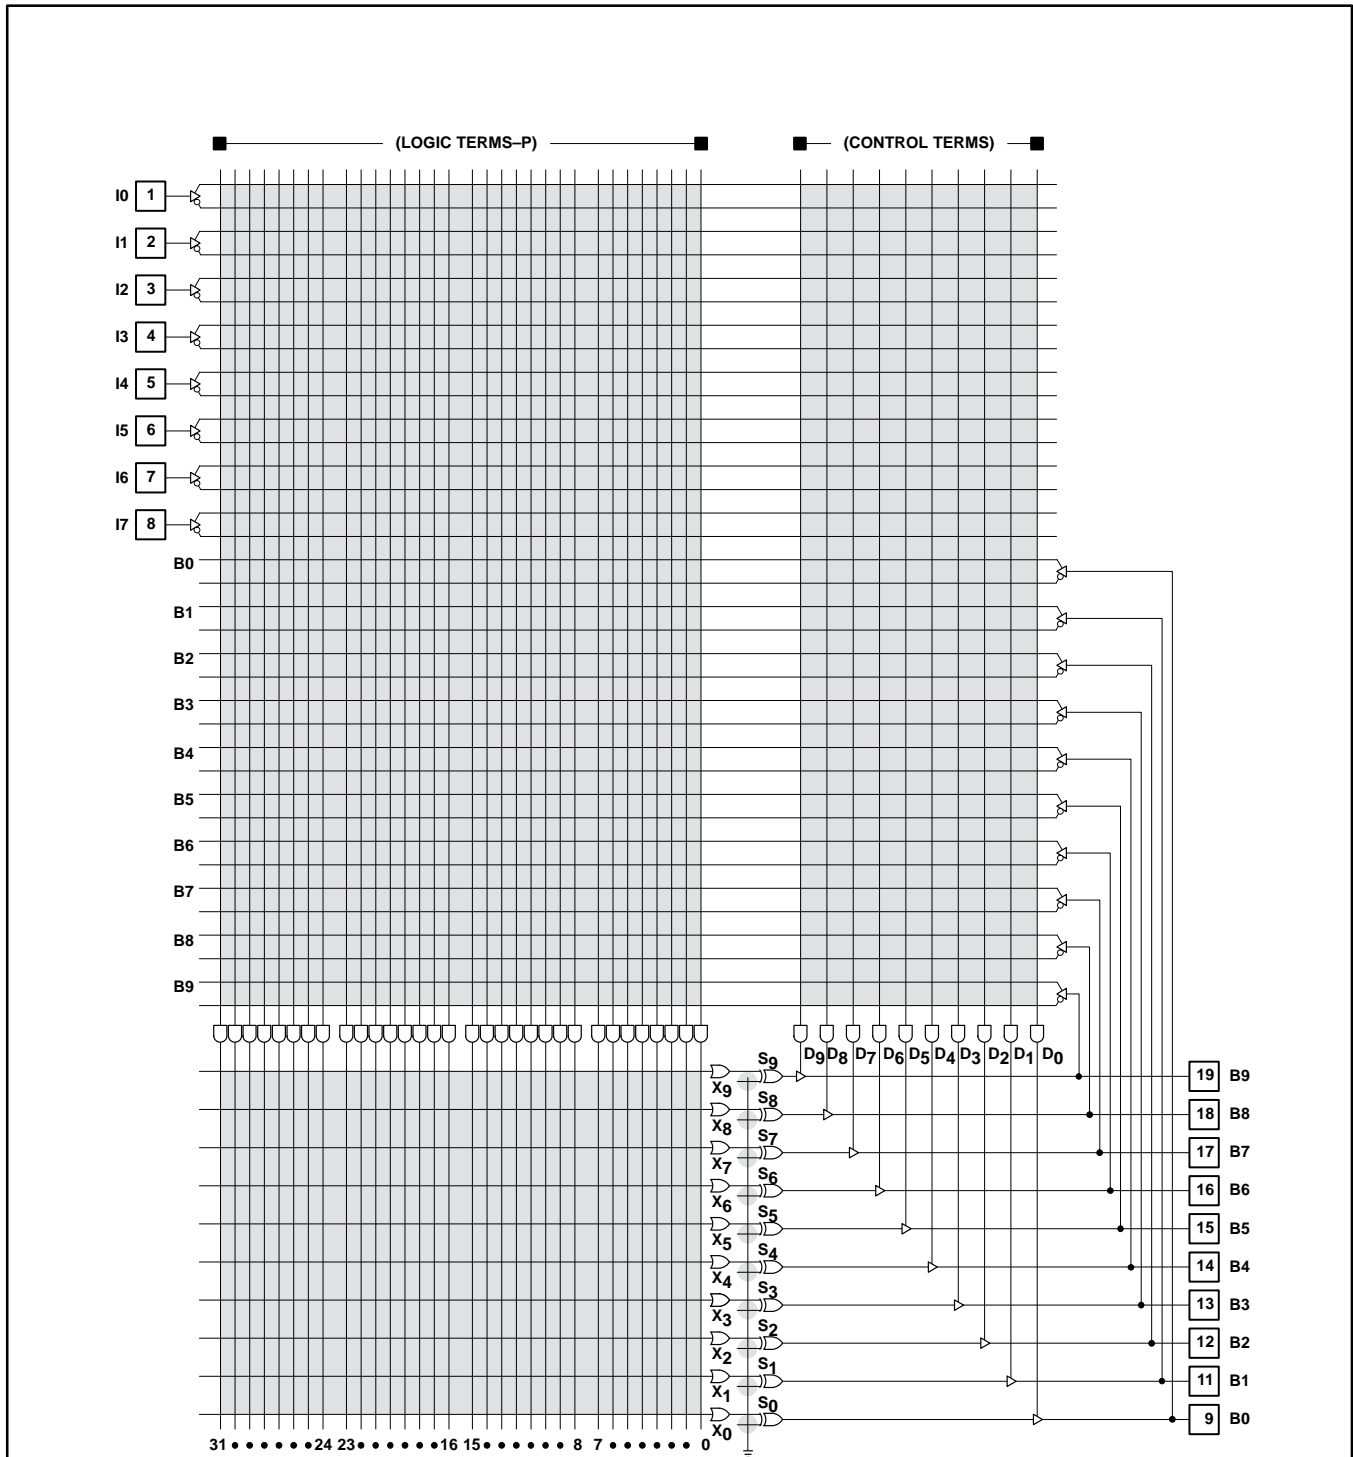 (LOGIC TERMS–P) (CONTROL TERMS)
I0 1
I1 2
I2 3
I3 4
I4 5
I5 6
I6 7
I7 8
B0
B1
B2
B3
B4
B5
B6
B7
B8
B9
D9 D8 D7 D6 D5 D4 D3 D2 D1 D0
X9 S9 19 B9
X8 S8 18 B8
X7 S7 17 B7
X6 S6 16 B6
X5 S5 15 B5
X4 S4 14 B4
X3 S3 13 B3
X2 S2 12 B2
X1 S1 11 B1
X0 S0 9 B0
31 • • • • • • 24 23 • • • • • • 16 15 • • • • • • 8 7 • • • • • • 0